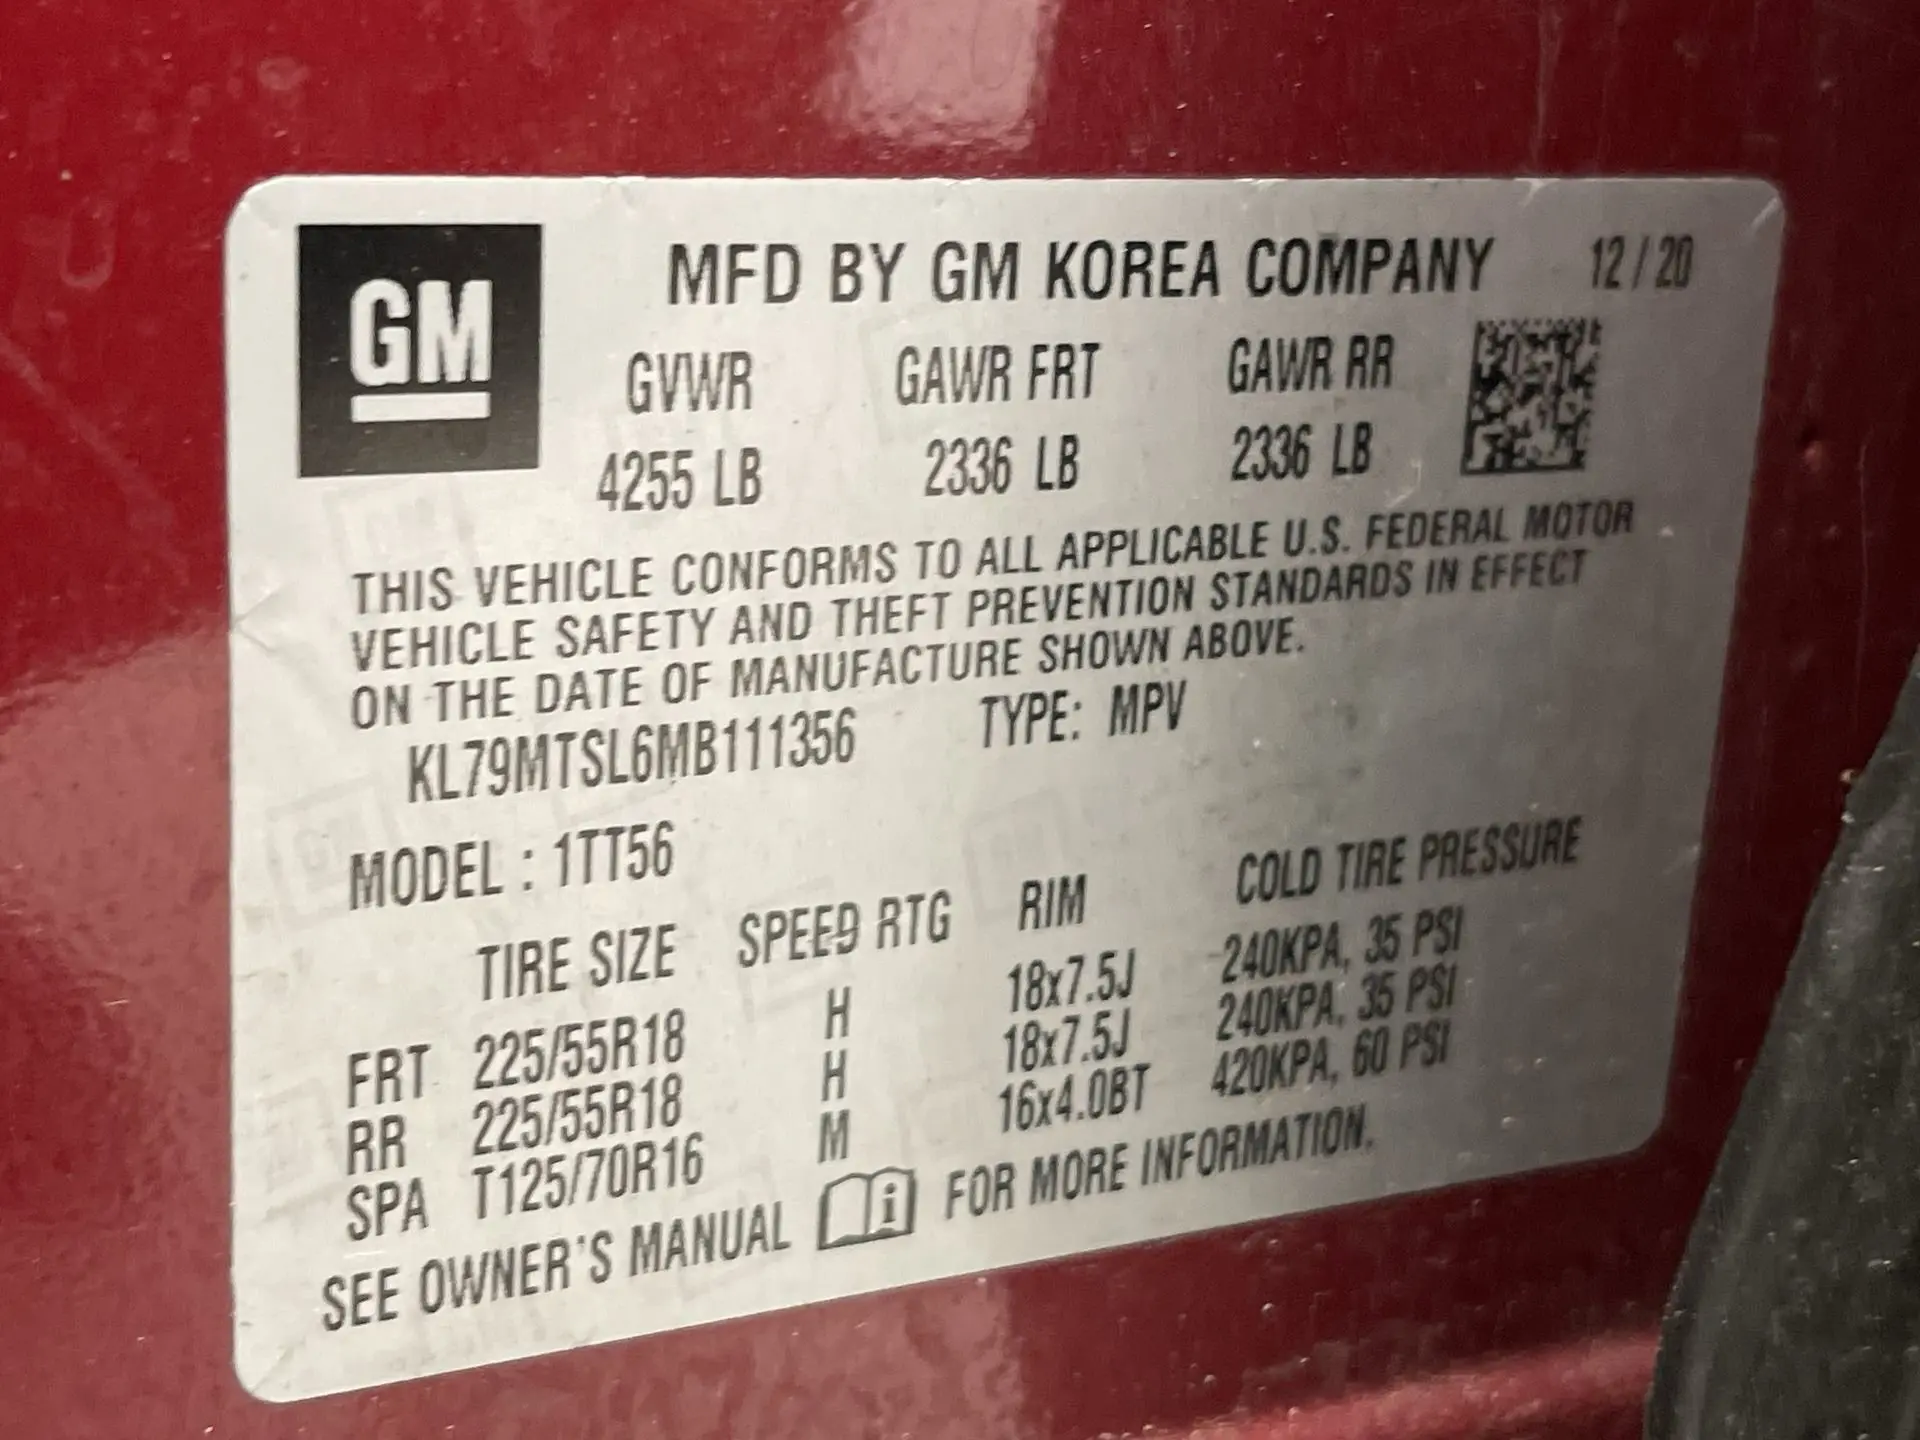 GM
MFD BY GM KOREA COMPANY 12/20
GVWR GAWR FRT GAWR RR
4255 LB 2336 LB 2336 LB
THIS VEHICLE CONFORMS TO ALL APPLICABLE U.S. FEDERAL MOTOR
VEHICLE SAFETY AND THEFT PREVENTION STANDARDS IN EFFECT
ON THE DATE OF MANUFACTURE SHOWN ABOVE.
KL79MTSL6MB111356 TYPE: MPV
MODEL : 1TT56
TIRE SIZE SPEED RTG RIM COLD TIRE PRESSURE
FRT 225/55R18 H 18x7.5J 240KPA, 35 PSI
RR 225/55R18 H 18x7.5J 240KPA, 35 PSI
SPA T125/70R16 M 16x4.0BT 420KPA, 60 PSI
SEE OWNER'S MANUAL i FOR MORE INFORMATION.